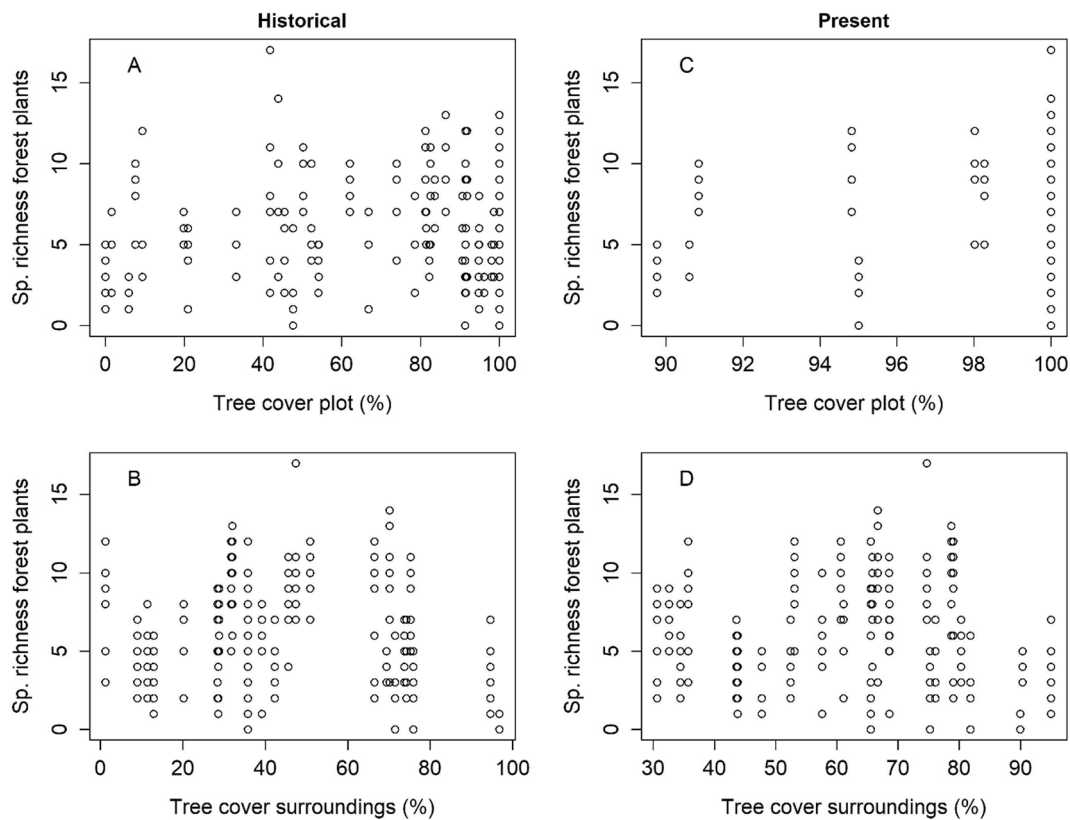 Historical
Present
A
Sp. richness forest plants
0 5 10 15
0 20 40 60 80 100
Tree cover plot (%)
C
Sp. richness forest plants
0 5 10 15
90 92 94 96 98 100
Tree cover plot (%)
B
Sp. richness forest plants
0 5 10 15
0 20 40 60 80 100
Tree cover surroundings (%)
D
Sp. richness forest plants
0 5 10 15
30 40 50 60 70 80 90
Tree cover surroundings (%)